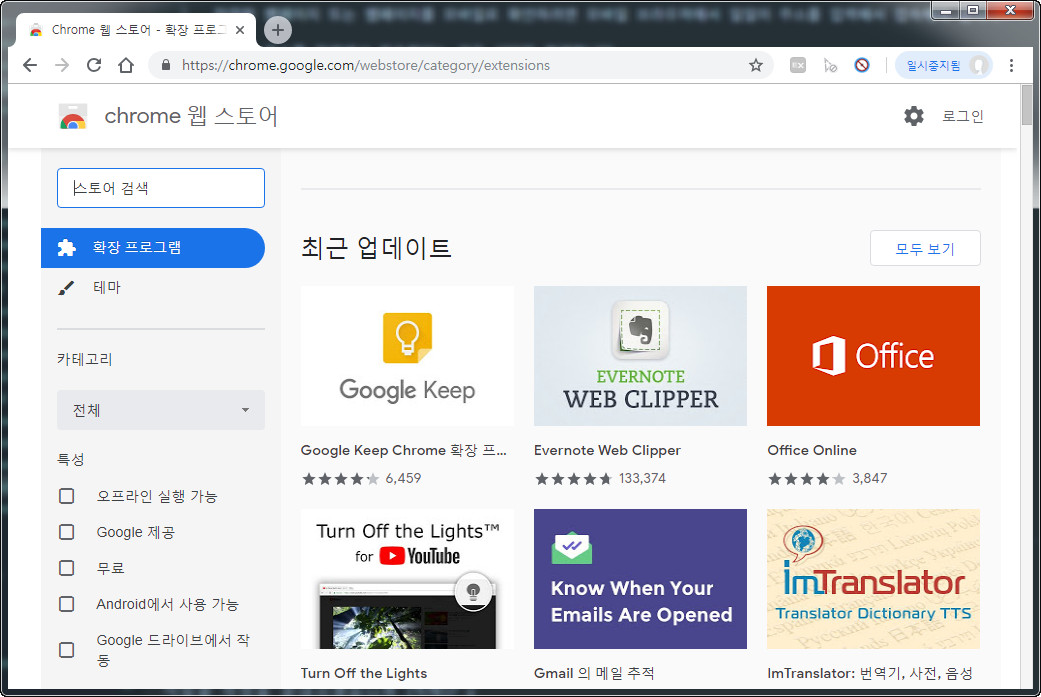 Chrome 웹 스토어 - 확장 프로그
https://chrome.google.com/webstore/category/extensions
일시중지됨
chrome 웹 스토어
로그인
스토어 검색
확장 프로그램
테마
카테고리
전체
특성
오프라인 실행 가능
Google 제공
무료
Android에서 사용 가능
Google 드라이브에서 작
동
최근 업데이트
모두 보기
Google Keep
Google Keep Chrome 확장 프...
6,459
EVERNOTE
WEB CLIPPER
Evernote Web Clipper
133,374
Office
Office Online
3,847
Turn Off the Lights™
for YouTube
Turn Off the Lights
Know When Your
Emails Are Opened
Gmail 의 메일 추적
ImTranslator
Translator Dictionary TTS
ImTranslator: 번역기, 사전, 음성